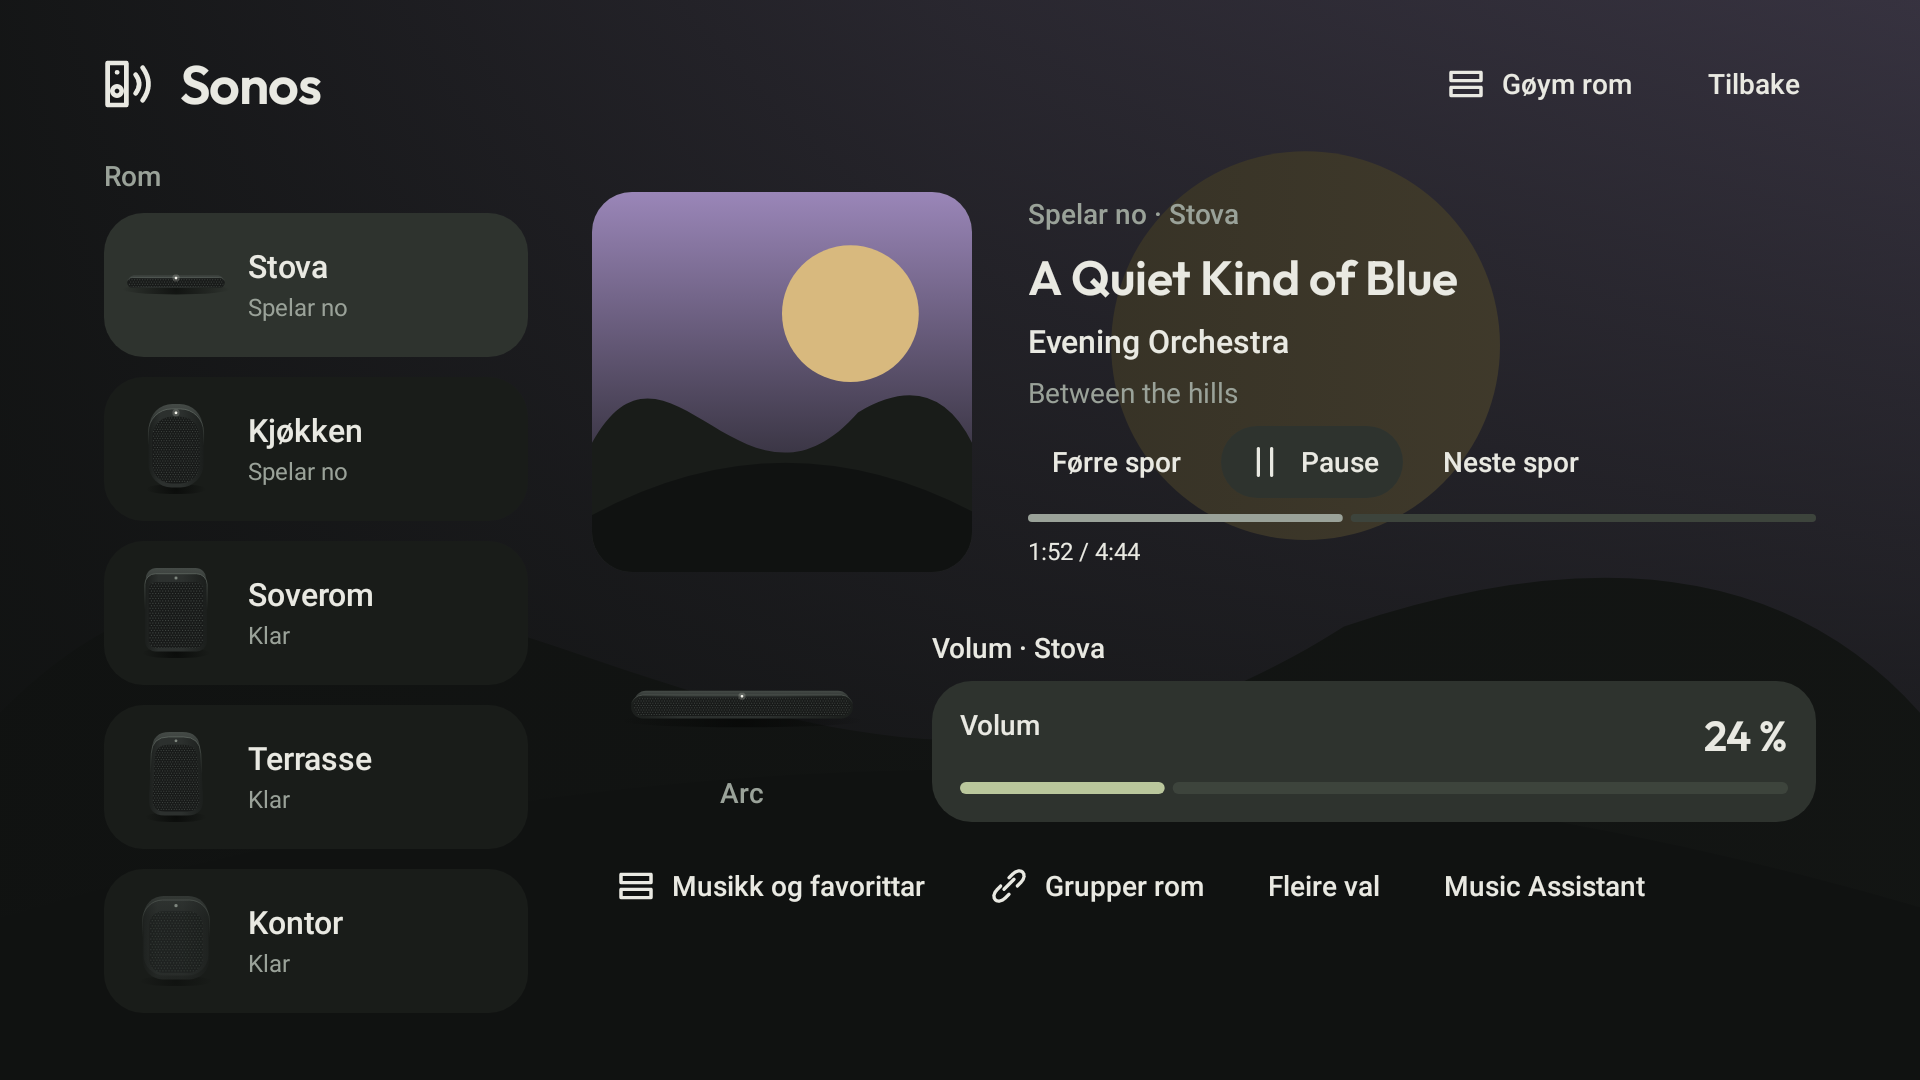 Sonos
Gøym rom
Tilbake
Rom
Stova
Spelar no
Kjøkken
Spelar no
Soverom
Klar
Terrasse
Klar
Kontor
Klar
Spelar no · Stova
A Quiet Kind of Blue
Evening Orchestra
Between the hills
Førre spor
Pause
Neste spor
1:52 / 4:44
Arc
Volum · Stova
Volum
24 %
Musikk og favorittar
Grupper rom
Fleire val
Music Assistant